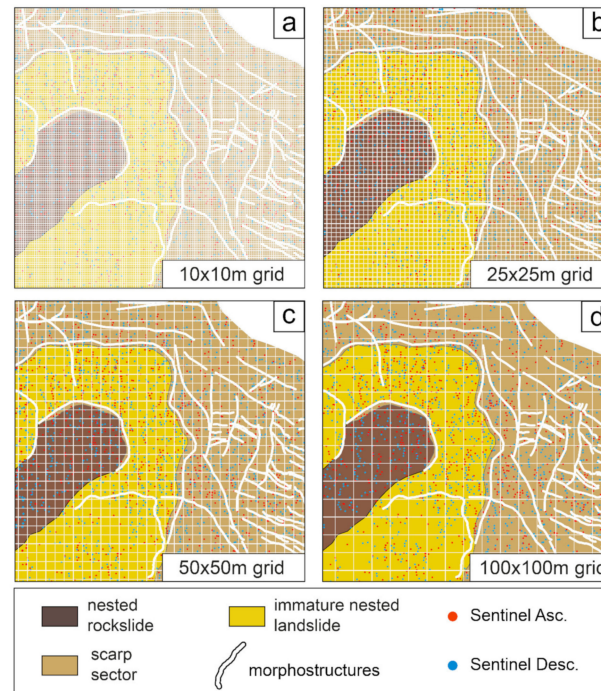 a
b
10x10m grid
25x25m grid
c
d
50x50m grid
100x100m grid
nested
rockslide
immature nested
landslide
Sentinel Asc.
scarp
sector
morphostructures
Sentinel Desc.